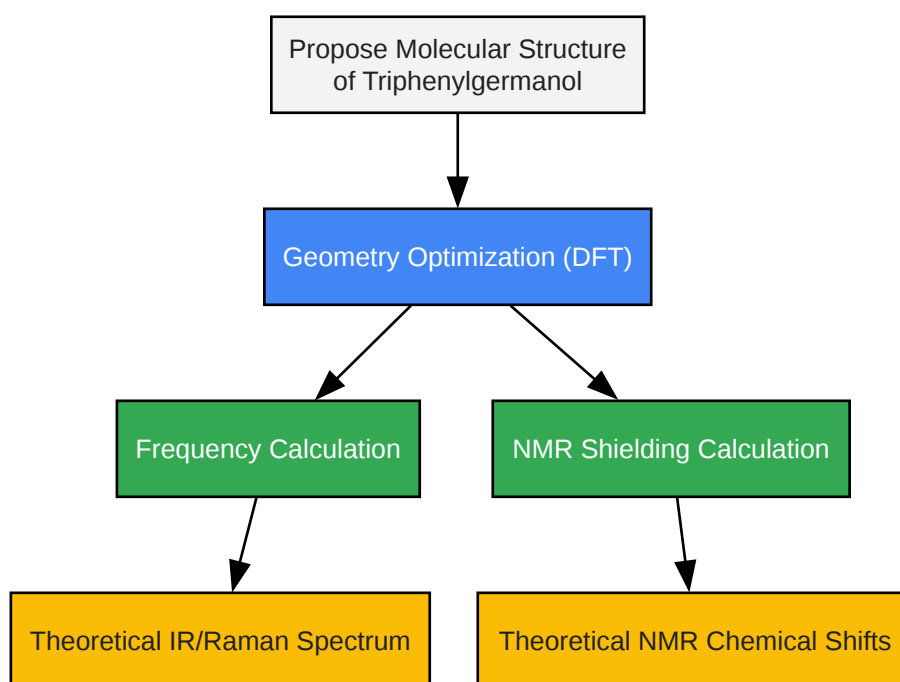 Propose Molecular Structure
of Triphenylgermanol
Geometry Optimization (DFT)
Frequency Calculation
NMR Shielding Calculation
Theoretical IR/Raman Spectrum
Theoretical NMR Chemical Shifts